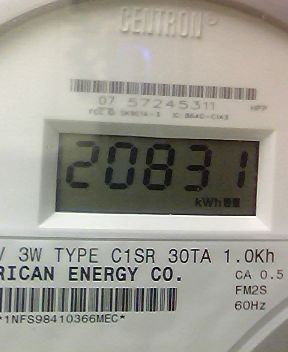 CENTRON®
07 57245311 HPP
20831
kWh
V 3W TYPE C1SR 30TA 1.0Kh
RICAN ENERGY CO. CA 0.5
FM2S
60Hz
*1NFS98410366MEC*